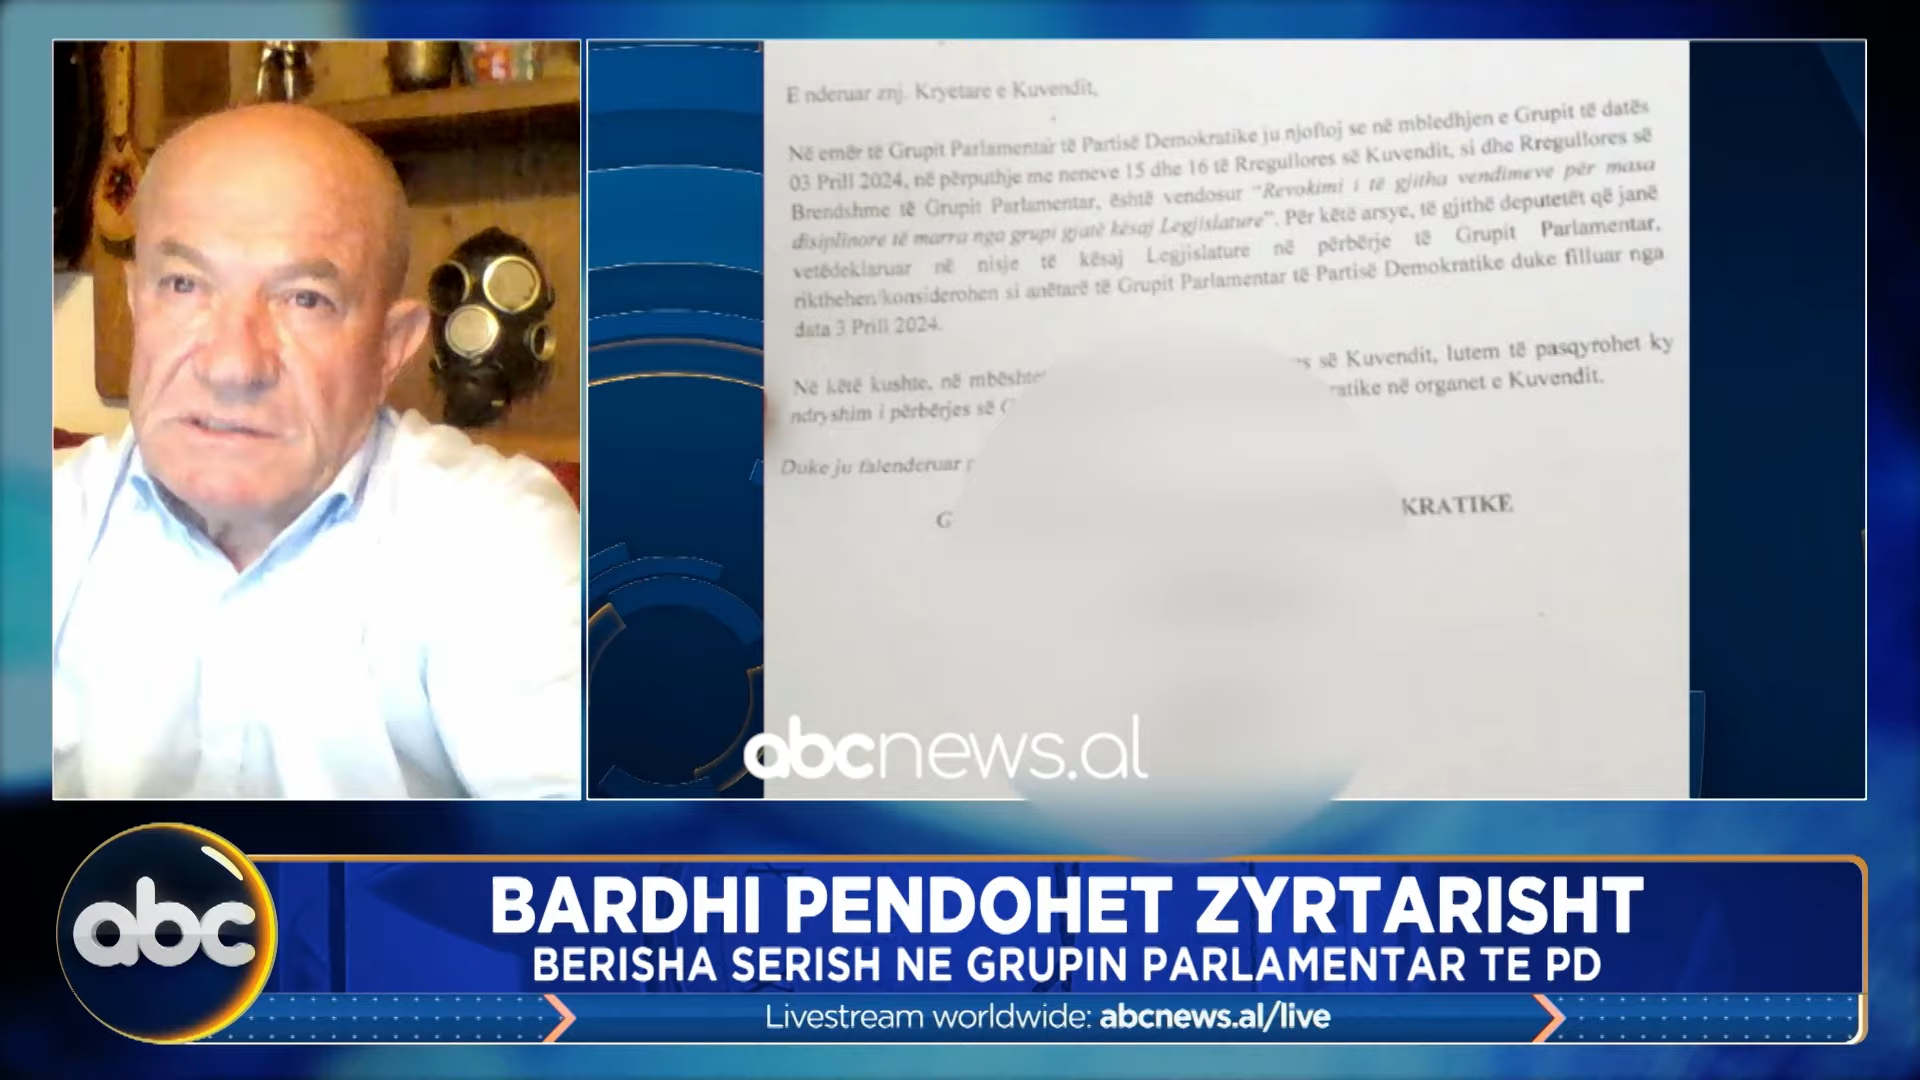 E nderuar znj. Kryetare e Kuvendit,
Në emër të Grupit Parlamentar të Partisë Demokratike ju njoftoj se në mbledhjen e Grupit të datës
03 Prill 2024, në përputhje me neneve 15 dhe 16 të Rregullores së Kuvendit, si dhe Rregullores së
Brendshme të Grupit Parlamentar, është vendosur "Revokimi i të gjitha vendimeve për masa
disiplinore të marra nga grupi gjatë kësaj Legjislature". Për këtë arsye, të gjithë deputetët që janë
vetëdeklaruar në nisje të kësaj Legjislature në përbërje të Grupit Parlamentar,
rikthehen/konsiderohen si anëtarë të Grupit Parlamentar të Partisë Demokratike duke filluar nga
data 3 Prill 2024.
Në këtë kushte, në së Kuvendit, lutem të pasqyrohet ky
ndryshim i përbërjes së G ratike në organet e Kuvendit.
Duke ju falenderuar
G KRATIKE
abcnews.al
abc
BARDHI PENDOHET ZYRTARISHT
BERISHA SERISH NE GRUPIN PARLAMENTAR TE PD
Livestream worldwide: abcnews.al/live